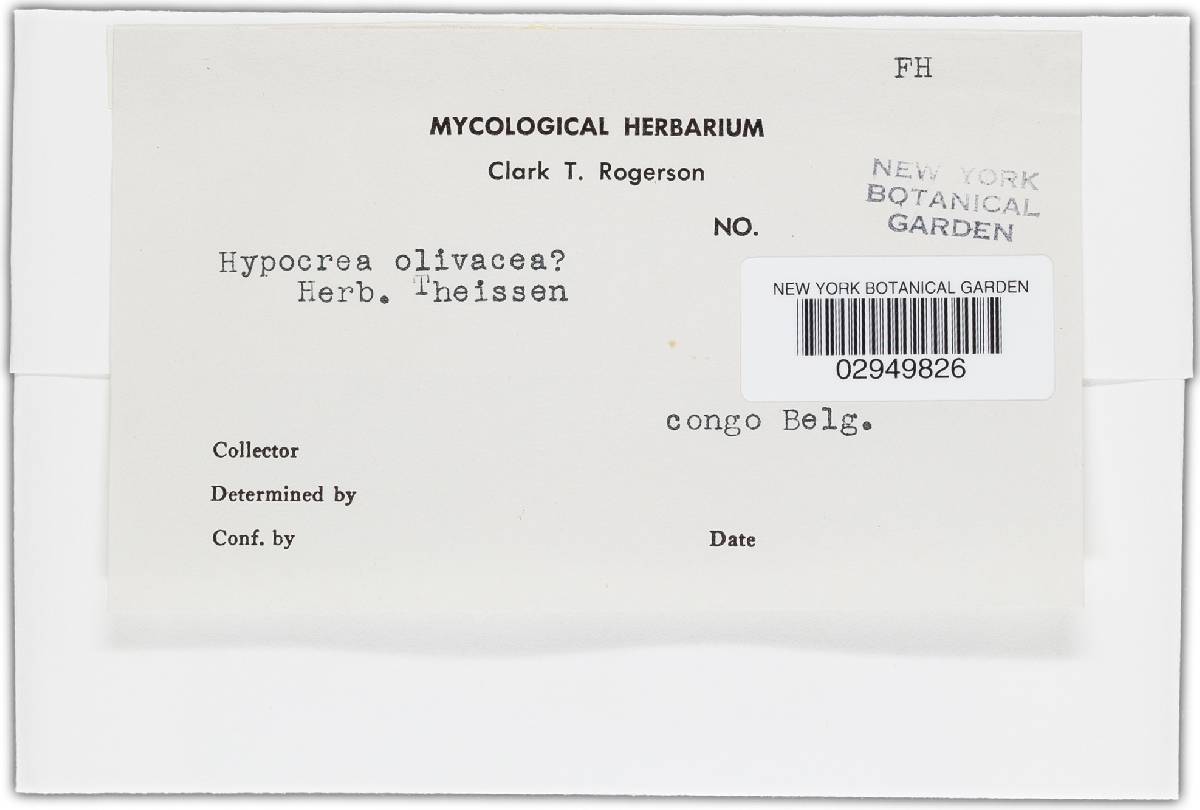 FH
MYCOLOGICAL HERBARIUM
Clark T. Rogerson
NEW YORK
BOTANICAL
GARDEN
NO.
Hypocrea olivacea?
Herb. Theissen
NEW YORK BOTANICAL GARDEN
02949826
congo Belg.
Collector
Determined by
Conf. by
Date